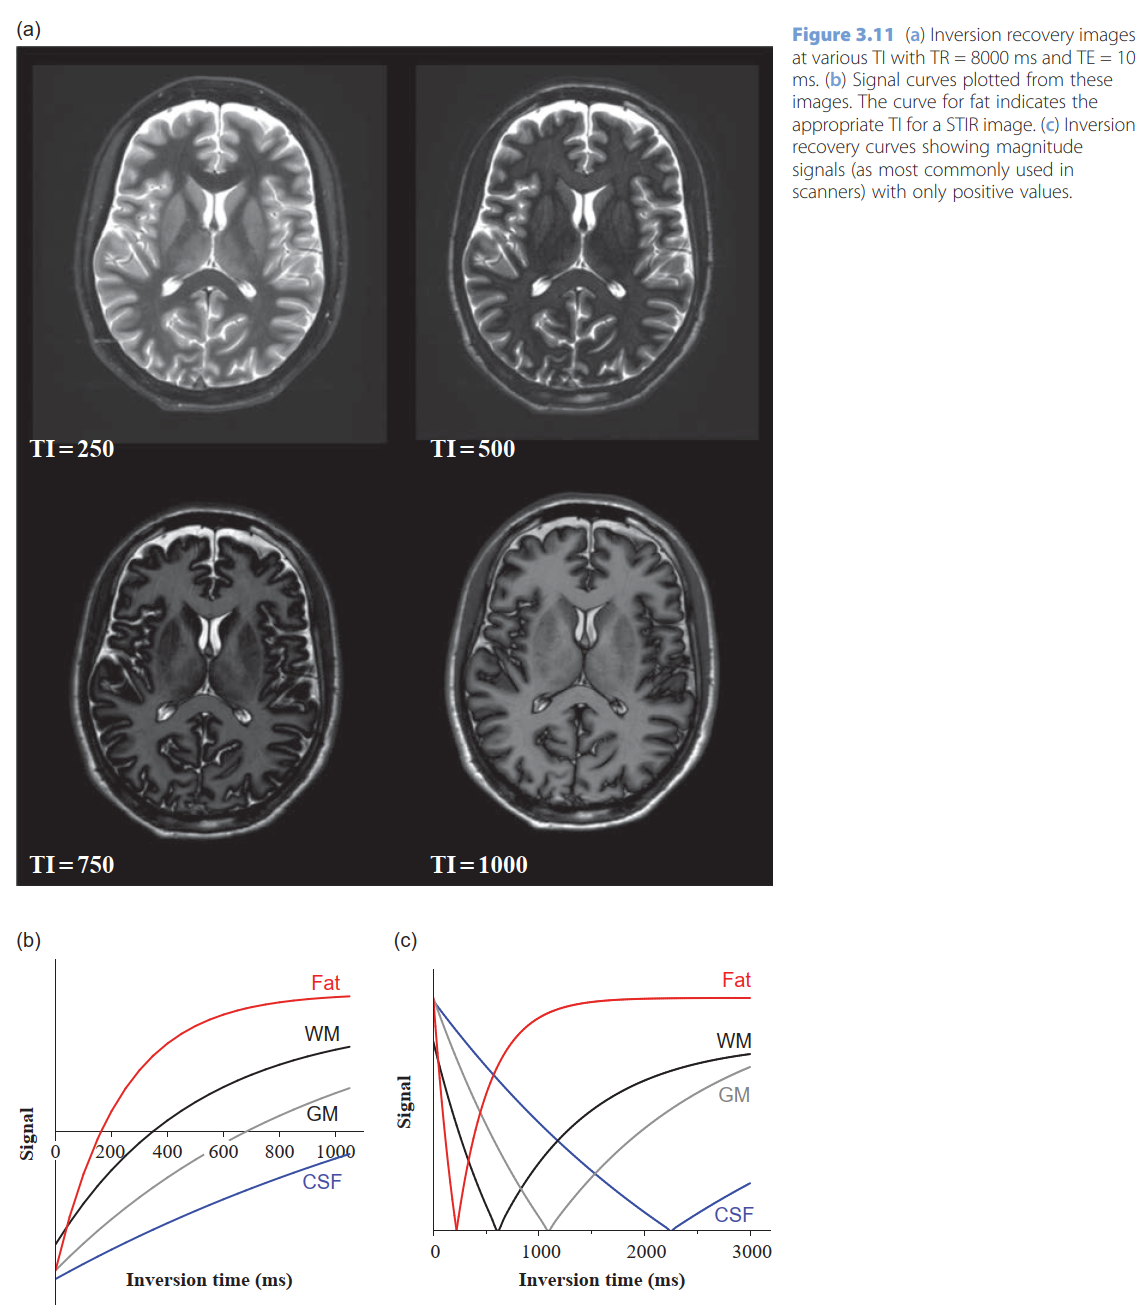 (a)
Figure 3.11 (a) Inversion recovery images
at various TI with TR = 8000 ms and TE = 10
ms. (b) Signal curves plotted from these
images. The curve for fat indicates the
appropriate TI for a STIR image. (c) Inversion
recovery curves showing magnitude
signals (as most commonly used in
scanners) with only positive values.
TI=250
TI=500
TI=750
TI=1000
(b)
Fat
WM
GM
CSF
Signal
0 200 400 600 800 1000
Inversion time (ms)
(c)
Fat
WM
GM
CSF
Signal
0 1000 2000 3000
Inversion time (ms)